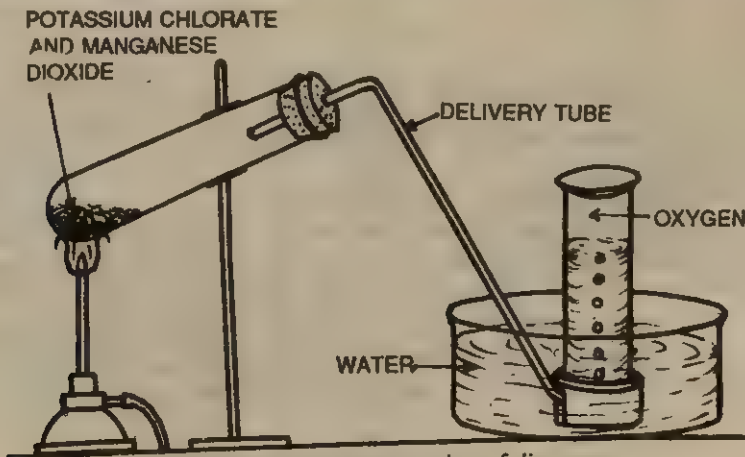 POTASSIUM CHLORATE
AND MANGANESE
DIOXIDE
DELIVERY TUBE
OXYGEN
WATER